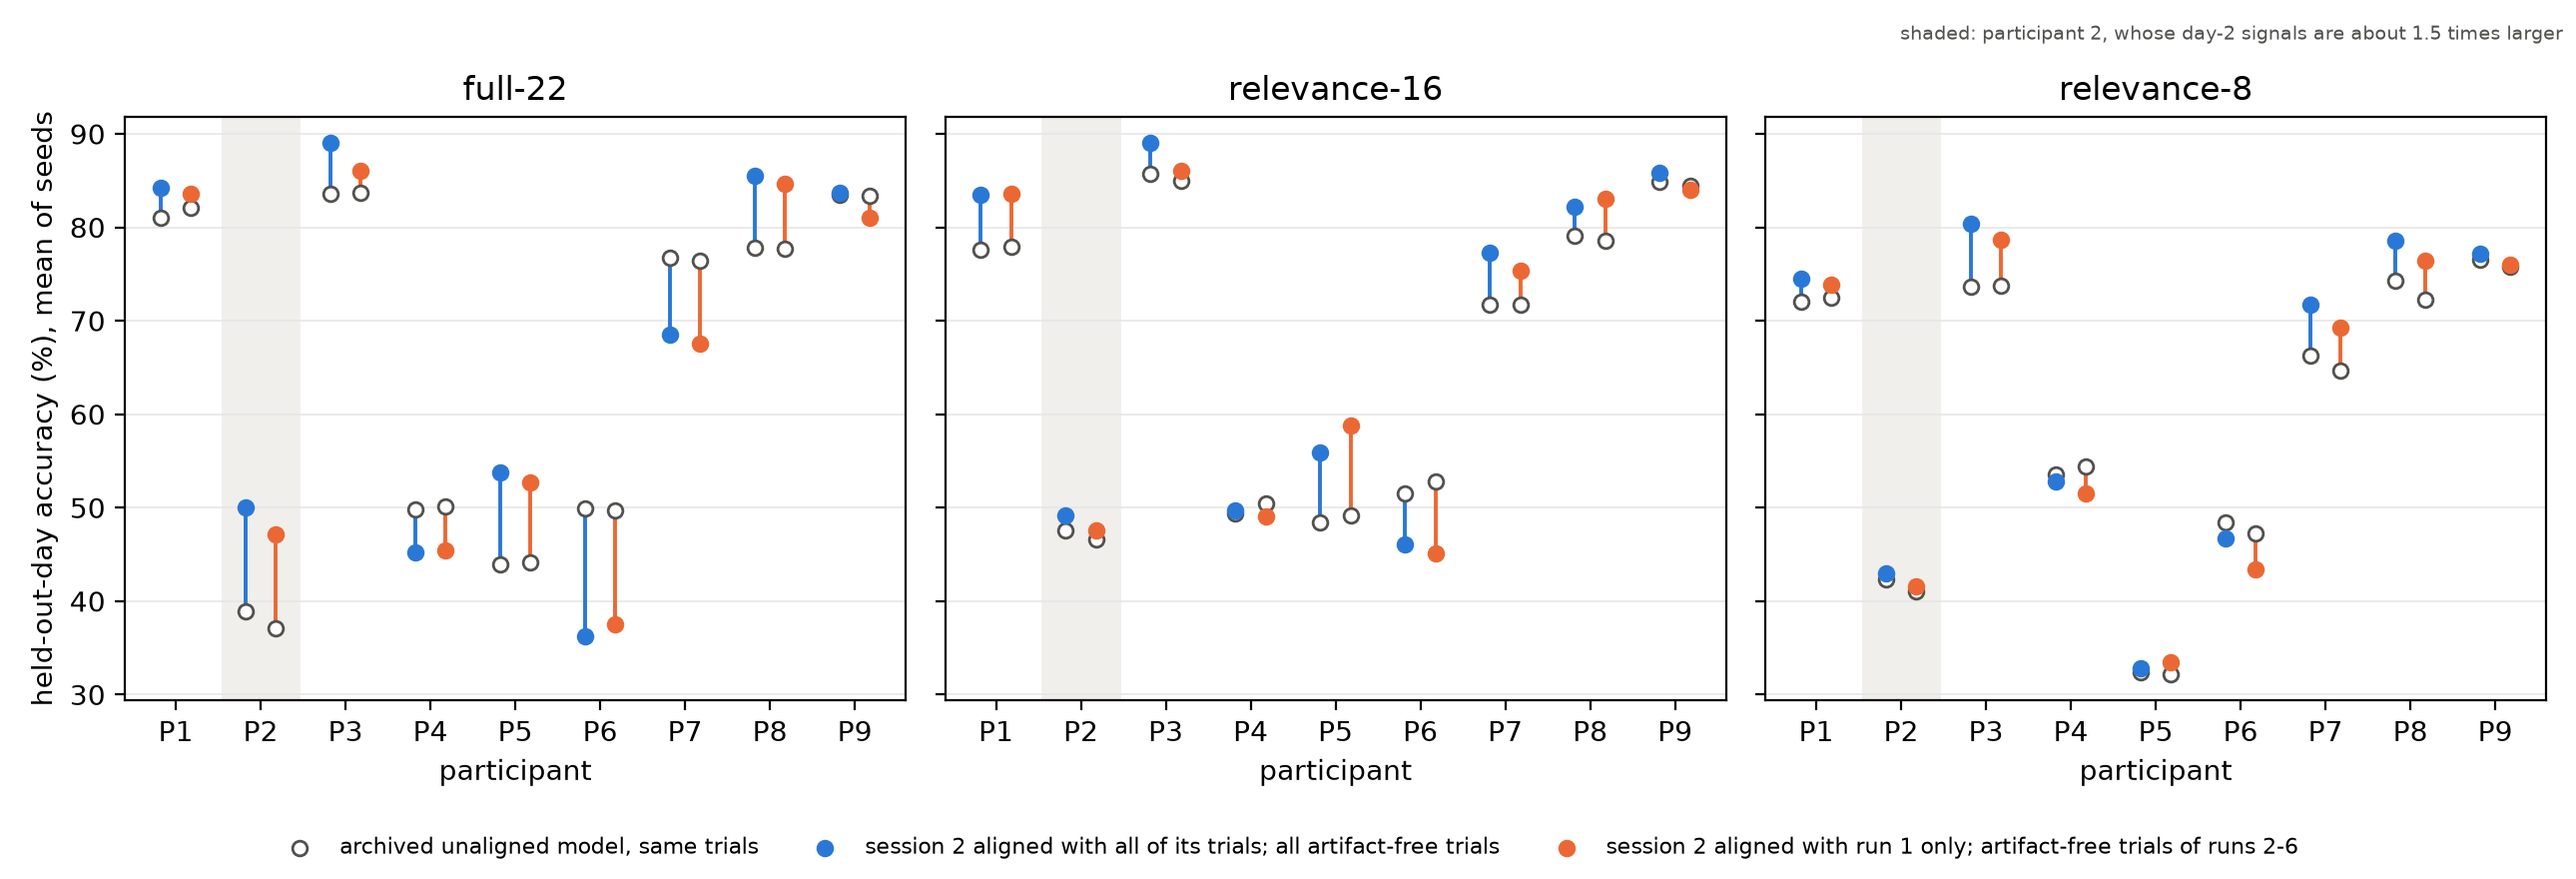 shaded: participant 2, whose day-2 signals are about 1.5 times larger
full-22
relevance-16
relevance-8
held-out-day accuracy (%), mean of seeds
90
80
70
60
50
40
30
P1 P2 P3 P4 P5 P6 P7 P8 P9
P1 P2 P3 P4 P5 P6 P7 P8 P9
P1 P2 P3 P4 P5 P6 P7 P8 P9
participant
participant
participant
archived unaligned model, same trials
session 2 aligned with all of its trials; all artifact-free trials
session 2 aligned with run 1 only; artifact-free trials of runs 2-6